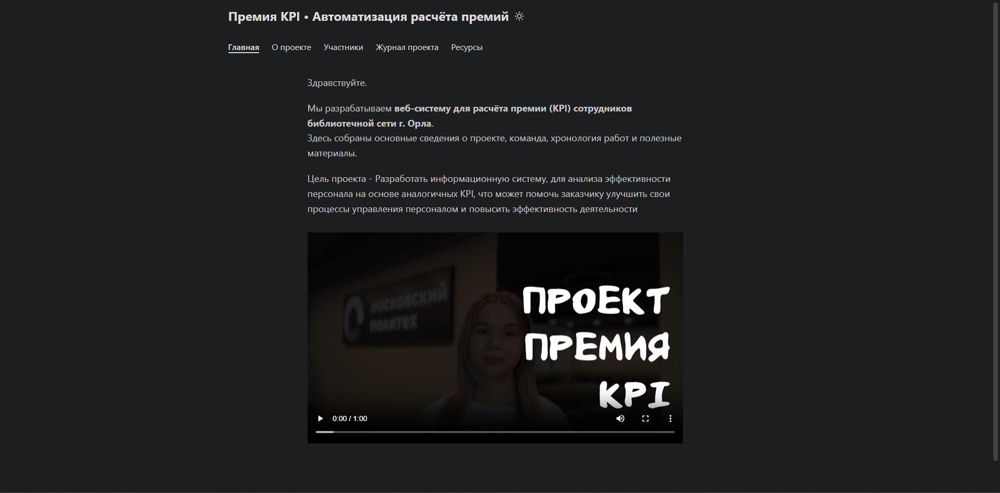 Премия KPI • Автоматизация расчёта премий
Главная О проекте Участники Журнал проекта Ресурсы
Здравствуйте.
Мы разрабатываем веб-систему для расчёта премии (KPI) сотрудников
библиотечной сети г. Орла.
Здесь собраны основные сведения о проекте, команда, хронология работ и полезные
материалы.
Цель проекта - Разработать информационную систему, для анализа эффективности
персонала на основе аналогичных KPI, что может помочь заказчику улучшить свои
процессы управления персоналом и повысить эффективность деятельности
МОСКОВСКИЙ
ПОЛИТЕХ
ПРОЕКТ
ПРЕМИЯ
KPI
0:00 / 1:00